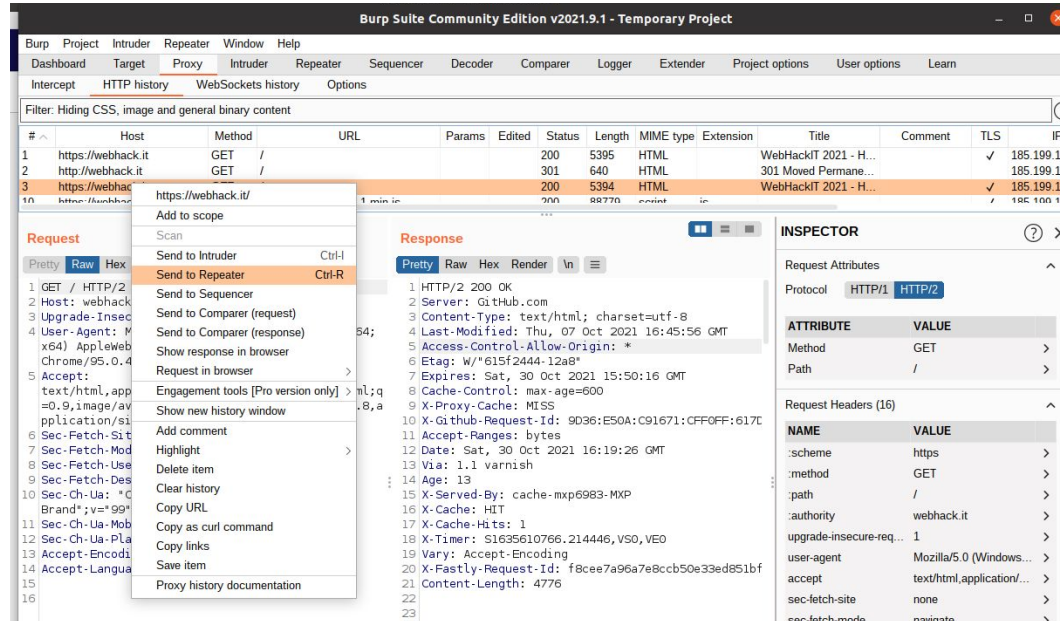 Burp Suite Community Edition v2021.9.1 - Temporary Project
Burp Project Intruder Repeater Window Help
Dashboard Target Proxy Intruder Repeater Sequencer Decoder Comparer Logger Extender Project options User options Learn
Intercept HTTP history WebSockets history Options
Filter: Hiding CSS, image and general binary content
# Host Method URL Params Edited Status Length MIME type Extension Title Comment TLS IP
1 https://webhack.it GET / 200 5395 HTML WebHackIT 2021 - H... ✓ 185.199.1
2 http://webhack.it GET / 301 640 HTML 301 Moved Permane... 185.199.1
3 https://webhac 200 5394 HTML WebHackIT 2021 - H... ✓ 185.199.1
10 https://webhac 1.min.js 200 88779 script js ✓ 185.199.1
https://webhack.it/
Add to scope
Scan
Send to Intruder Ctrl-I
Send to Repeater Ctrl-R
Send to Sequencer
Send to Comparer (request)
Send to Comparer (response)
Show response in browser
Request in browser >
Engagement tools [Pro version only] >
Show new history window
Add comment
Highlight >
Delete item
Clear history
Copy URL
Copy as curl command
Copy links
Save item
Proxy history documentation
Request
Pretty Raw Hex
1 GET / HTTP/2
2 Host: webhack
3 Upgrade-Insec
4 User-Agent: M 64;
x64) AppleWeb
Chrome/95.0.4
5 Accept:
text/html,app ml;q
=0.9,image/av .8,a
pplication/si
6 Sec-Fetch-Sit
7 Sec-Fetch-Mod
8 Sec-Fetch-Use
9 Sec-Fetch-Des
10 Sec-Ch-Ua: "C
Brand";v="99"
11 Sec-Ch-Ua-Mob
12 Sec-Ch-Ua-Pla
13 Accept-Encodi
14 Accept-Langua
15
16
Response
Pretty Raw Hex Render \n
1 HTTP/2 200 OK
2 Server: GitHub.com
3 Content-Type: text/html; charset=utf-8
4 Last-Modified: Thu, 07 Oct 2021 16:45:56 GMT
5 Access-Control-Allow-Origin: *
6 Etag: W/"615f2444-12a8"
7 Expires: Sat, 30 Oct 2021 15:50:16 GMT
8 Cache-Control: max-age=600
9 X-Proxy-Cache: MISS
10 X-Github-Request-Id: 9D36:E50A:C91671:CFF0FF:617D
11 Accept-Ranges: bytes
12 Date: Sat, 30 Oct 2021 16:19:26 GMT
13 Via: 1.1 varnish
14 Age: 13
15 X-Served-By: cache-mxp6983-MXP
16 X-Cache: HIT
17 X-Cache-Hits: 1
18 X-Timer: S1635610766.214446,VS0,VE0
19 Vary: Accept-Encoding
20 X-Fastly-Request-Id: f8cee7a96a7e8ccb50e33ed851bf
21 Content-Length: 4776
22
23
INSPECTOR
Request Attributes
Protocol HTTP/1 HTTP/2
ATTRIBUTE VALUE
Method GET >
Path / >
Request Headers (16)
NAME VALUE
:scheme https >
:method GET >
:path / >
:authority webhack.it >
upgrade-insecure-req... 1 >
user-agent Mozilla/5.0 (Windows... >
accept text/html,application/... >
sec-fetch-site none >
sec-fetch-mode navigate >